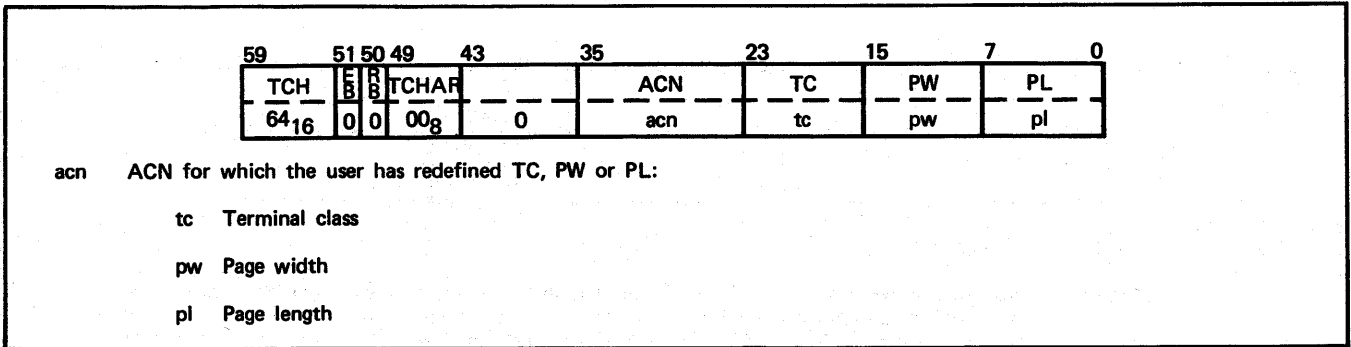 59 51 50 49 43 35 23 15 7 0
TCH EB RB TCHAR ACN TC PW PL
64₁₆ 0 0 00₈ 0 acn tc pw pl
acn ACN for which the user has redefined TC, PW or PL:
tc Terminal class
pw Page width
pl Page length